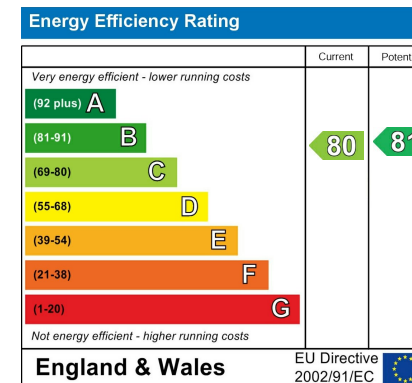 Energy Efficiency Rating
Current Potent
Very energy efficient - lower running costs
(92 plus) A
(81-91) B
80 81
(69-80) C
(55-68) D
(39-54) E
(21-38) F
(1-20) G
Not energy efficient - higher running costs
England & Wales
EU Directive
2002/91/EC